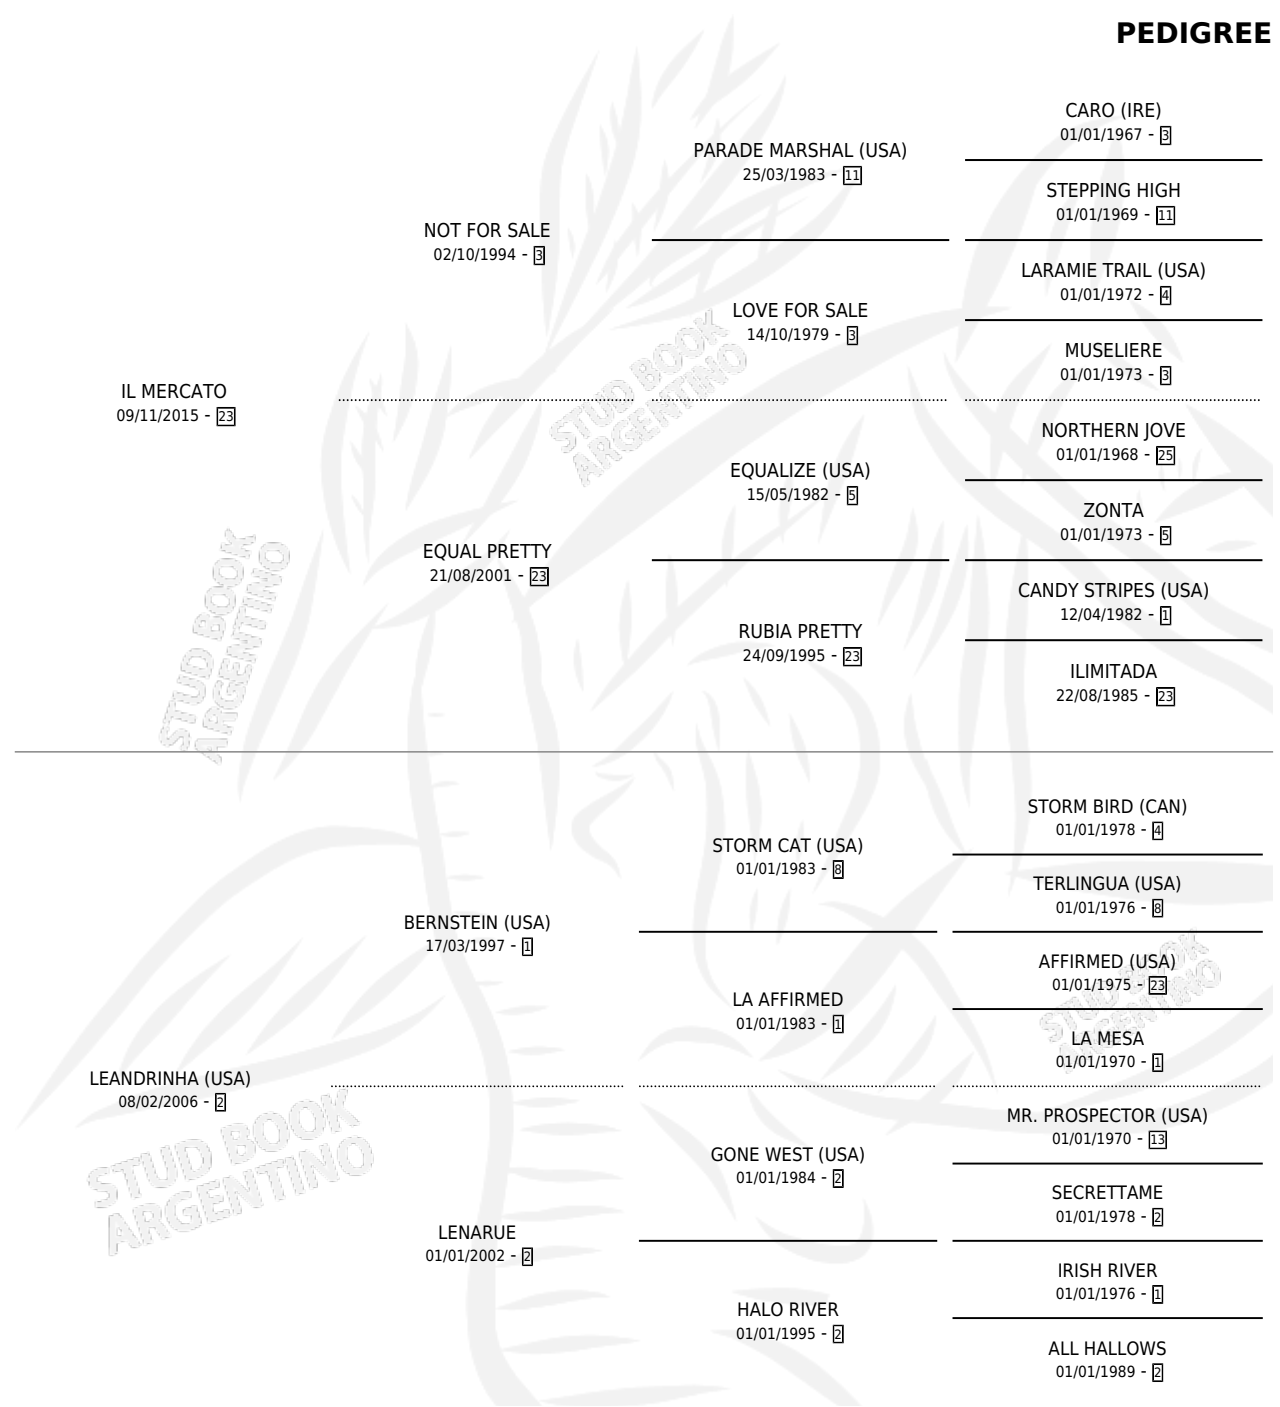 PEDIGREE
CARO (IRE)
01/01/1967 - 3
PARADE MARSHAL (USA)
25/03/1983 - 11
STEPPING HIGH
01/01/1969 - 11
NOT FOR SALE
02/10/1994 - 3
LARAMIE TRAIL (USA)
01/01/1972 - 4
LOVE FOR SALE
14/10/1979 - 3
MUSELIERE
01/01/1973 - 3
IL MERCATO
09/11/2015 - 23
NORTHERN JOVE
01/01/1968 - 25
EQUALIZE (USA)
15/05/1982 - 5
ZONTA
01/01/1973 - 5
EQUAL PRETTY
21/08/2001 - 23
CANDY STRIPES (USA)
12/04/1982 - 1
RUBIA PRETTY
24/09/1995 - 23
ILIMITADA
22/08/1985 - 23
STORM BIRD (CAN)
01/01/1978 - 4
STORM CAT (USA)
01/01/1983 - 8
TERLINGUA (USA)
01/01/1976 - 8
BERNSTEIN (USA)
17/03/1997 - 1
AFFIRMED (USA)
01/01/1975 - 23
LA AFFIRMED
01/01/1983 - 1
LA MESA
01/01/1970 - 1
LEANDRINHA (USA)
08/02/2006 - 2
MR. PROSPECTOR (USA)
01/01/1970 - 13
GONE WEST (USA)
01/01/1984 - 2
SECRETTAME
01/01/1978 - 2
LENARUE
01/01/2002 - 2
IRISH RIVER
01/01/1976 - 1
HALO RIVER
01/01/1995 - 2
ALL HALLOWS
01/01/1989 - 2
STUD BOOK
ARGENTINO
STUD BOOK
ARGENTINO
STUD BOOK
ARGENTINO
STUD BOOK
ARGENTINO